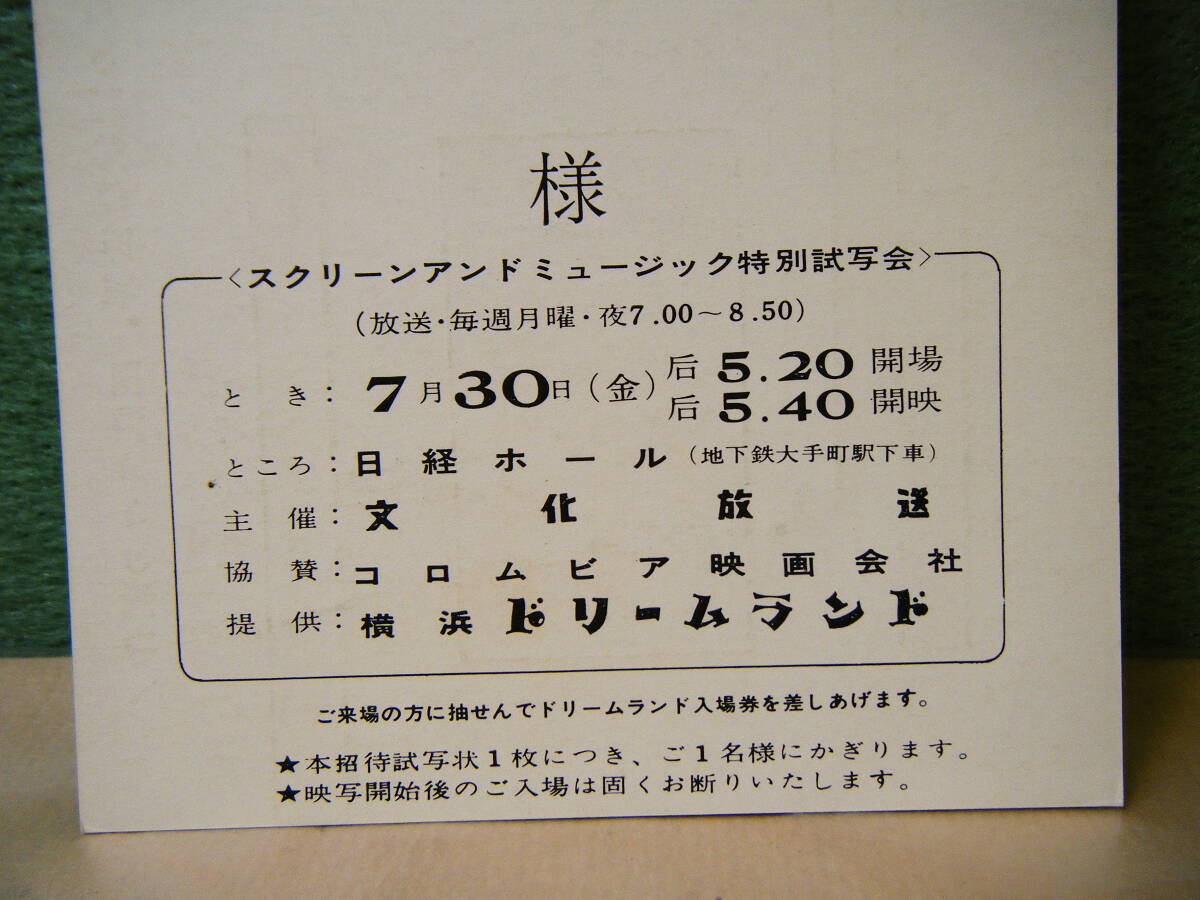 様
〈スクリーンアンドミュージック特別試写会〉
(放送・毎週月曜・夜7.00〜8.50)
とき：7月30日(金) 后5.20開場
后5.40開映
ところ：日経ホール(地下鉄大手町駅下車)
主催：文化放送
協賛：コロムビア映画会社
提供：横浜ドリームランド
ご来場の方に抽せんでドリームランド入場券を差しあげます。
★本招待試写状1枚につき、ご1名様にかぎります。
★映写開始後のご入場は固くお断りいたします。